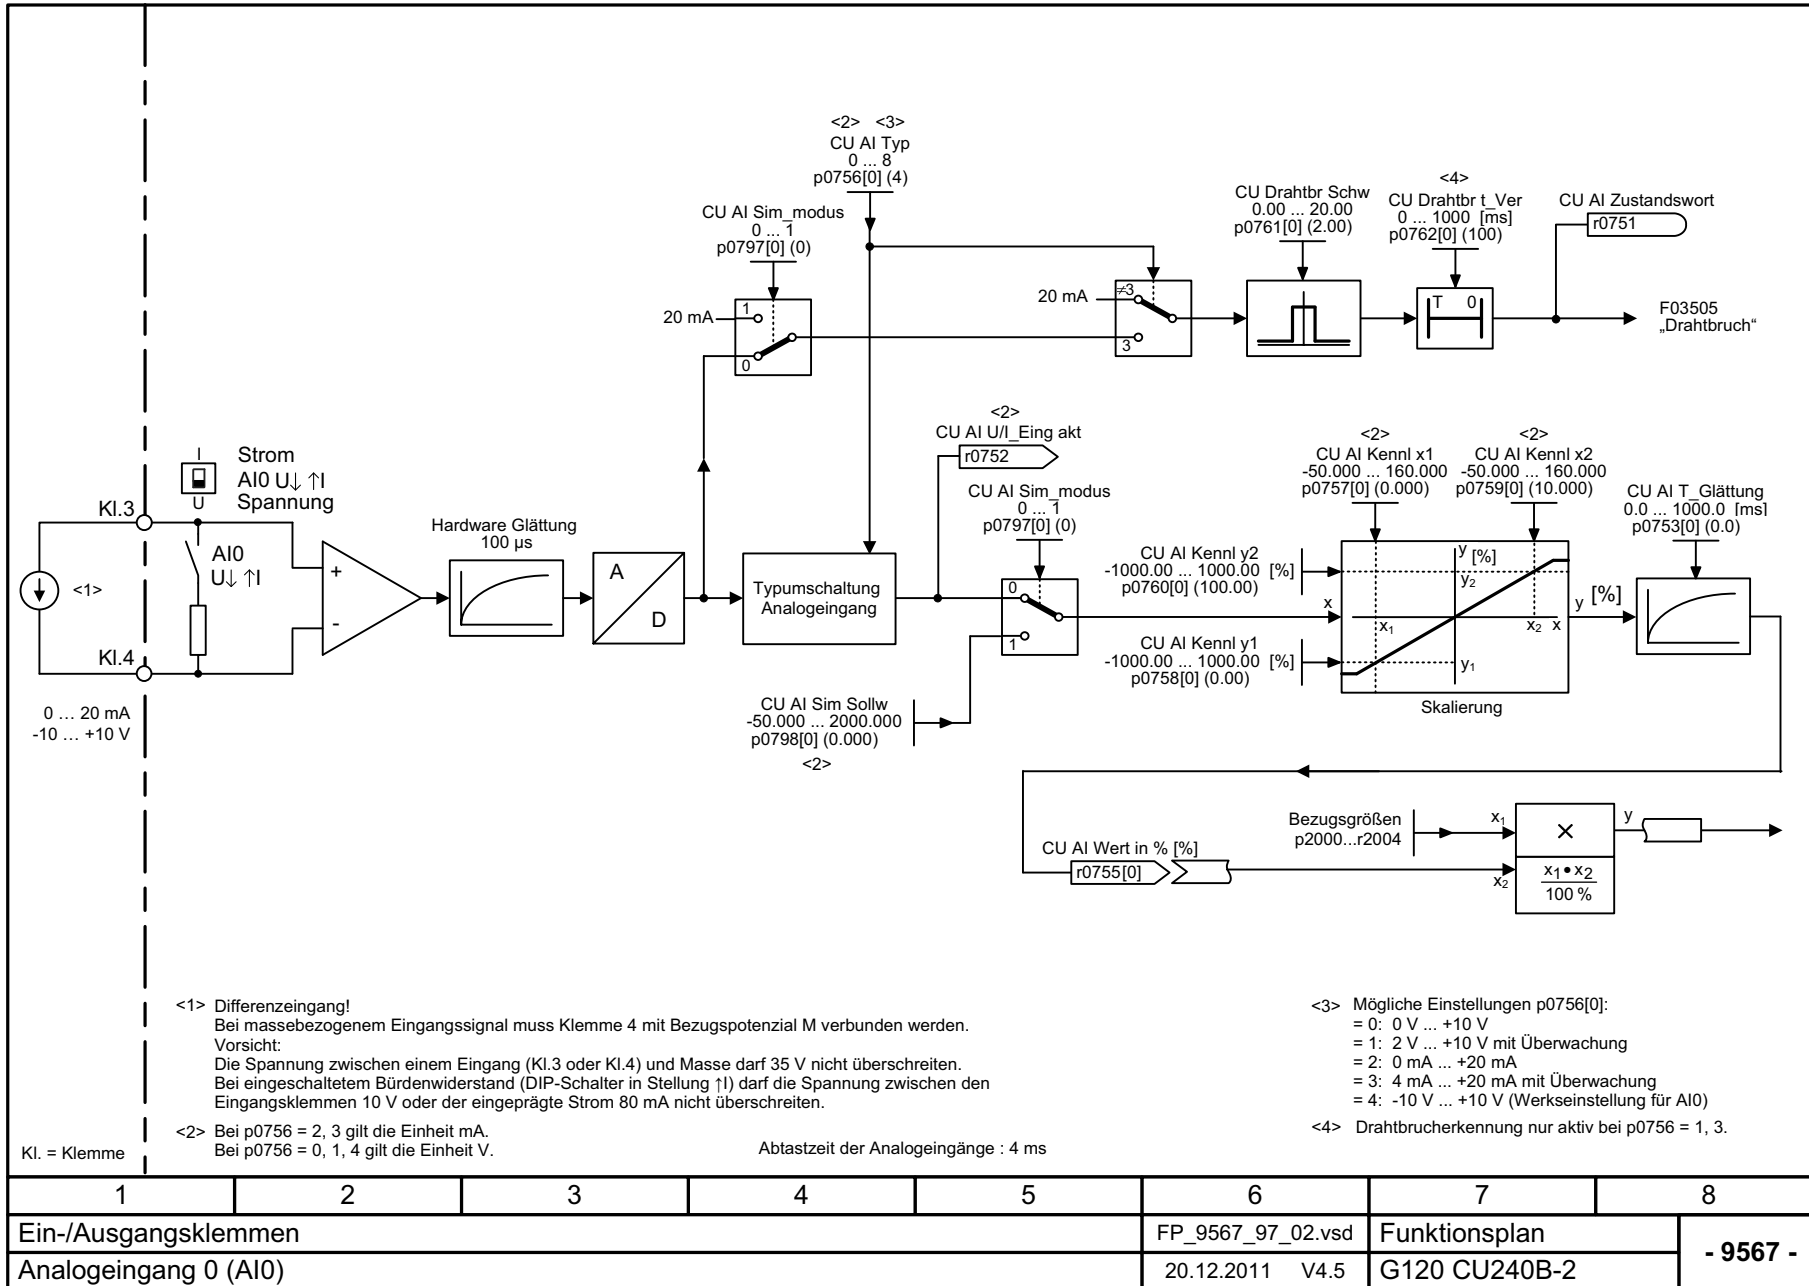 <2> <3>
CU AI Typ
0 ... 8
p0756[0] (4)
CU AI Sim_modus
0 ... 1
p0797[0] (0)
20 mA
1
0
20 mA
≠3
3
CU Drahtbr Schw
0.00 ... 20.00
p0761[0] (2.00)
<4>
CU Drahtbr t_Ver
0 ... 1000 [ms]
p0762[0] (100)
T 0
CU AI Zustandswort
r0751
F03505
„Drahtbruch“
I
U
Strom
AI0 U↓ ↑I
Spannung
Kl.3
<1>
AI0
U↓ ↑I
Kl.4
0 ... 20 mA
-10 ... +10 V
+
-
Hardware Glättung
100 µs
A
D
Typumschaltung
Analogeingang
<2>
CU AI U/I_Eing akt
r0752
CU AI Sim_modus
0 ... 1
p0797[0] (0)
0
1
CU AI Sim Sollw
-50.000 ... 2000.000
p0798[0] (0.000)
<2>
CU AI Kennl y2
-1000.00 ... 1000.00 [%]
p0760[0] (100.00)
x
CU AI Kennl y1
-1000.00 ... 1000.00 [%]
p0758[0] (0.00)
<2>
CU AI Kennl x1
-50.000 ... 160.000
p0757[0] (0.000)
<2>
CU AI Kennl x2
-50.000 ... 160.000
p0759[0] (10.000)
y [%]
y2
x1
x2 x
y1
Skalierung
y [%]
CU AI T_Glättung
0.0 ... 1000.0 [ms]
p0753[0] (0.0)
CU AI Wert in % [%]
r0755[0]
Bezugsgrößen
p2000...r2004
x1
x2
×
x1 • x2
100 %
y
<1> Differenzeingang!
Bei massebezogenem Eingangssignal muss Klemme 4 mit Bezugspotenzial M verbunden werden.
Vorsicht:
Die Spannung zwischen einem Eingang (Kl.3 oder Kl.4) und Masse darf 35 V nicht überschreiten.
Bei eingeschaltetem Bürdenwiderstand (DIP-Schalter in Stellung ↑I) darf die Spannung zwischen den
Eingangsklemmen 10 V oder der eingeprägte Strom 80 mA nicht überschreiten.
<2> Bei p0756 = 2, 3 gilt die Einheit mA.
Bei p0756 = 0, 1, 4 gilt die Einheit V.
Abtastzeit der Analogeingänge : 4 ms
<3> Mögliche Einstellungen p0756[0]:
= 0: 0 V ... +10 V
= 1: 2 V ... +10 V mit Überwachung
= 2: 0 mA ... +20 mA
= 3: 4 mA ... +20 mA mit Überwachung
= 4: -10 V ... +10 V (Werkseinstellung für AI0)
<4> Drahtbrucherkennung nur aktiv bei p0756 = 1, 3.
Kl. = Klemme
1 2 3 4 5 6 7 8
Ein-/Ausgangsklemmen
FP_9567_97_02.vsd
Funktionsplan
- 9567 -
Analogeingang 0 (AI0)
20.12.2011 V4.5
G120 CU240B-2